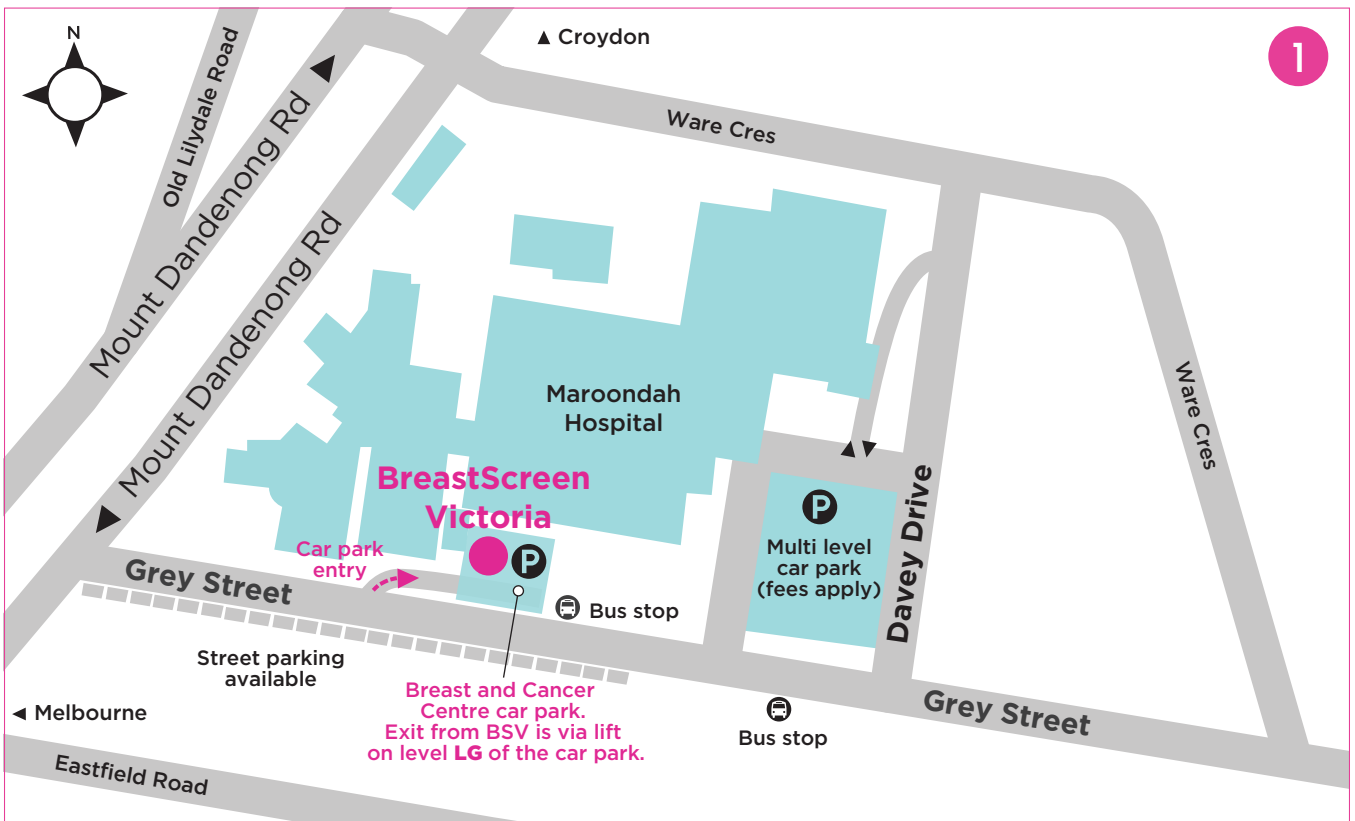 N
▲ Croydon
1
Old Lilydale Road
Mount Dandenong Rd
Ware Cres
Mount Dandenong Rd
Maroondah
Hospital
Ware Cres
BreastScreen
Victoria
P
P
Multi level
car park
(fees apply)
Davey Drive
Car park
entry
Grey Street
Bus stop
Street parking
available
Breast and Cancer
Centre car park.
Exit from BSV is via lift
on level LG of the car park.
Grey Street
Bus stop
◄ Melbourne
Eastfield Road